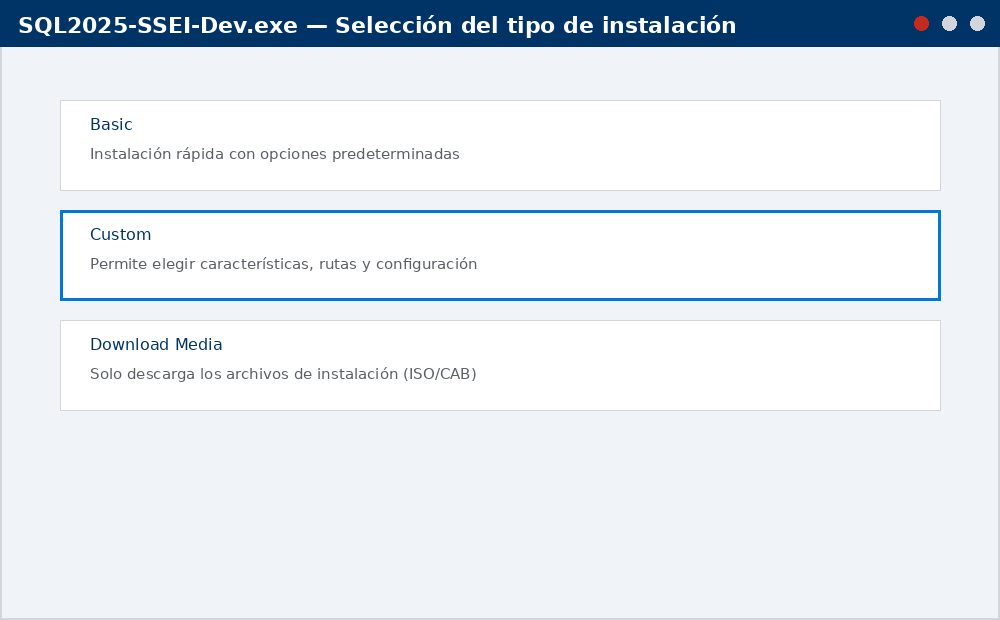 SQL2025-SSEI-Dev.exe — Selección del tipo de instalación
Basic
Instalación rápida con opciones predeterminadas
Custom
Permite elegir características, rutas y configuración
Download Media
Solo descarga los archivos de instalación (ISO/CAB)